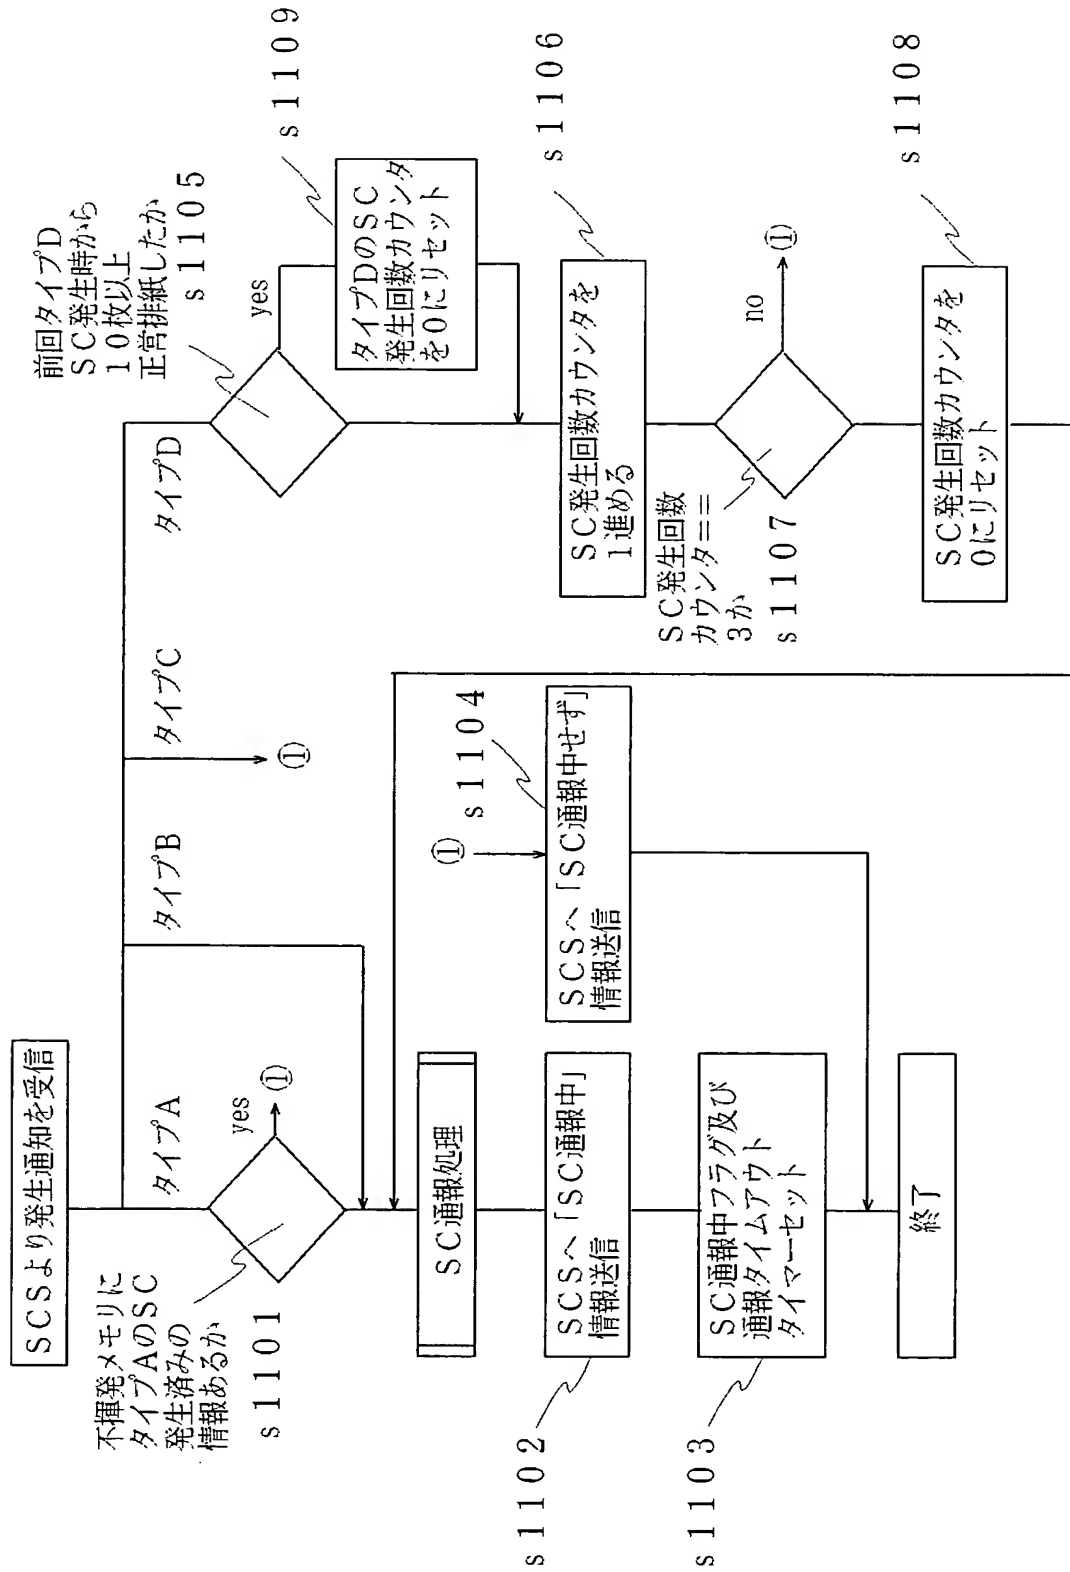 SCSより発生通知を受信
タイプA
タイプB
タイプC
タイプD
不揮発メモリに
タイプAのSC
発生済みの
情報あるか
s1101
yes
①
①
前回タイプD
SC発生時から
10枚以上
正常排紙したか
s1105
yes
タイプDのSC
発生回数カウンタ
を0にリセット
s1109
SC通報処理
SCSへ「SC通報中」
情報送信
s1102
①
SCSへ「SC通報中せず」
情報送信
s1104
SC発生回数カウンタを
1進める
s1106
SC通報中フラグ及び
通報タイムアウト
タイマーセット
s1103
SC発生回数
カウンタ==
3か
s1107
no
①
終了
SC発生回数カウンタを
0にリセット
s1108